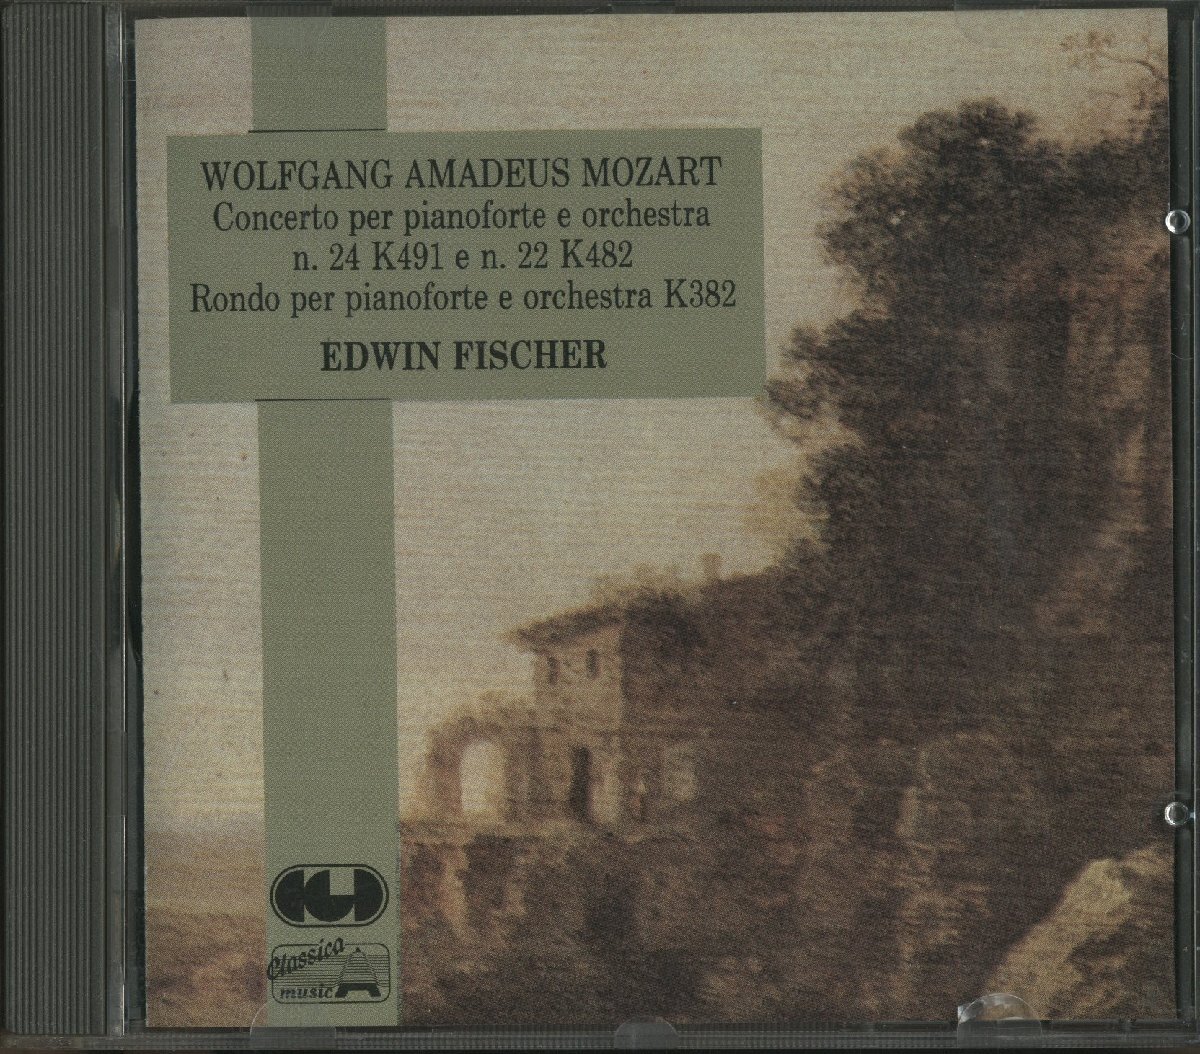 WOLFGANG AMADEUS MOZART
Concerto per pianoforte e orchestra
n. 24 K491 e n. 22 K482
Rondo per pianoforte e orchestra K382
EDWIN FISCHER
CGD
Classica
music A